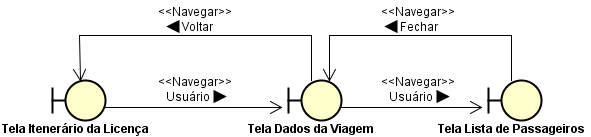 <<Navegar>>
◀ Voltar
<<Navegar>>
◀ Fechar
<<Navegar>>
Usuário ▶
<<Navegar>>
Usuário ▶
Tela Itenerário da Licença
Tela Dados da Viagem
Tela Lista de Passageiros